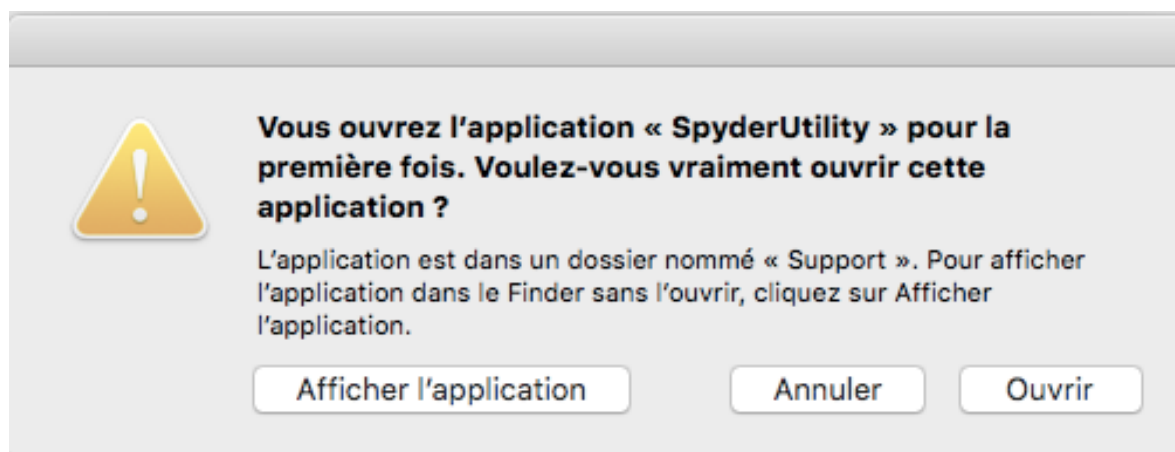 Vous ouvrez l’application « SpyderUtility » pour la
première fois. Voulez-vous vraiment ouvrir cette
application ?
L’application est dans un dossier nommé « Support ». Pour afficher
l’application dans le Finder sans l’ouvrir, cliquez sur Afficher
l’application.
Afficher l’application Annuler Ouvrir